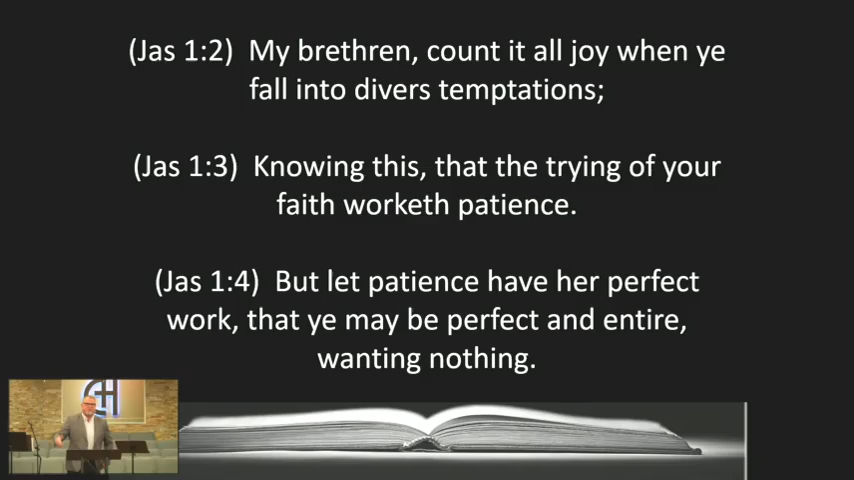 (Jas 1:2)  My brethren, count it all joy when ye
fall into divers temptations;
(Jas 1:3)  Knowing this, that the trying of your
faith worketh patience.
(Jas 1:4)  But let patience have her perfect
work, that ye may be perfect and entire,
wanting nothing.